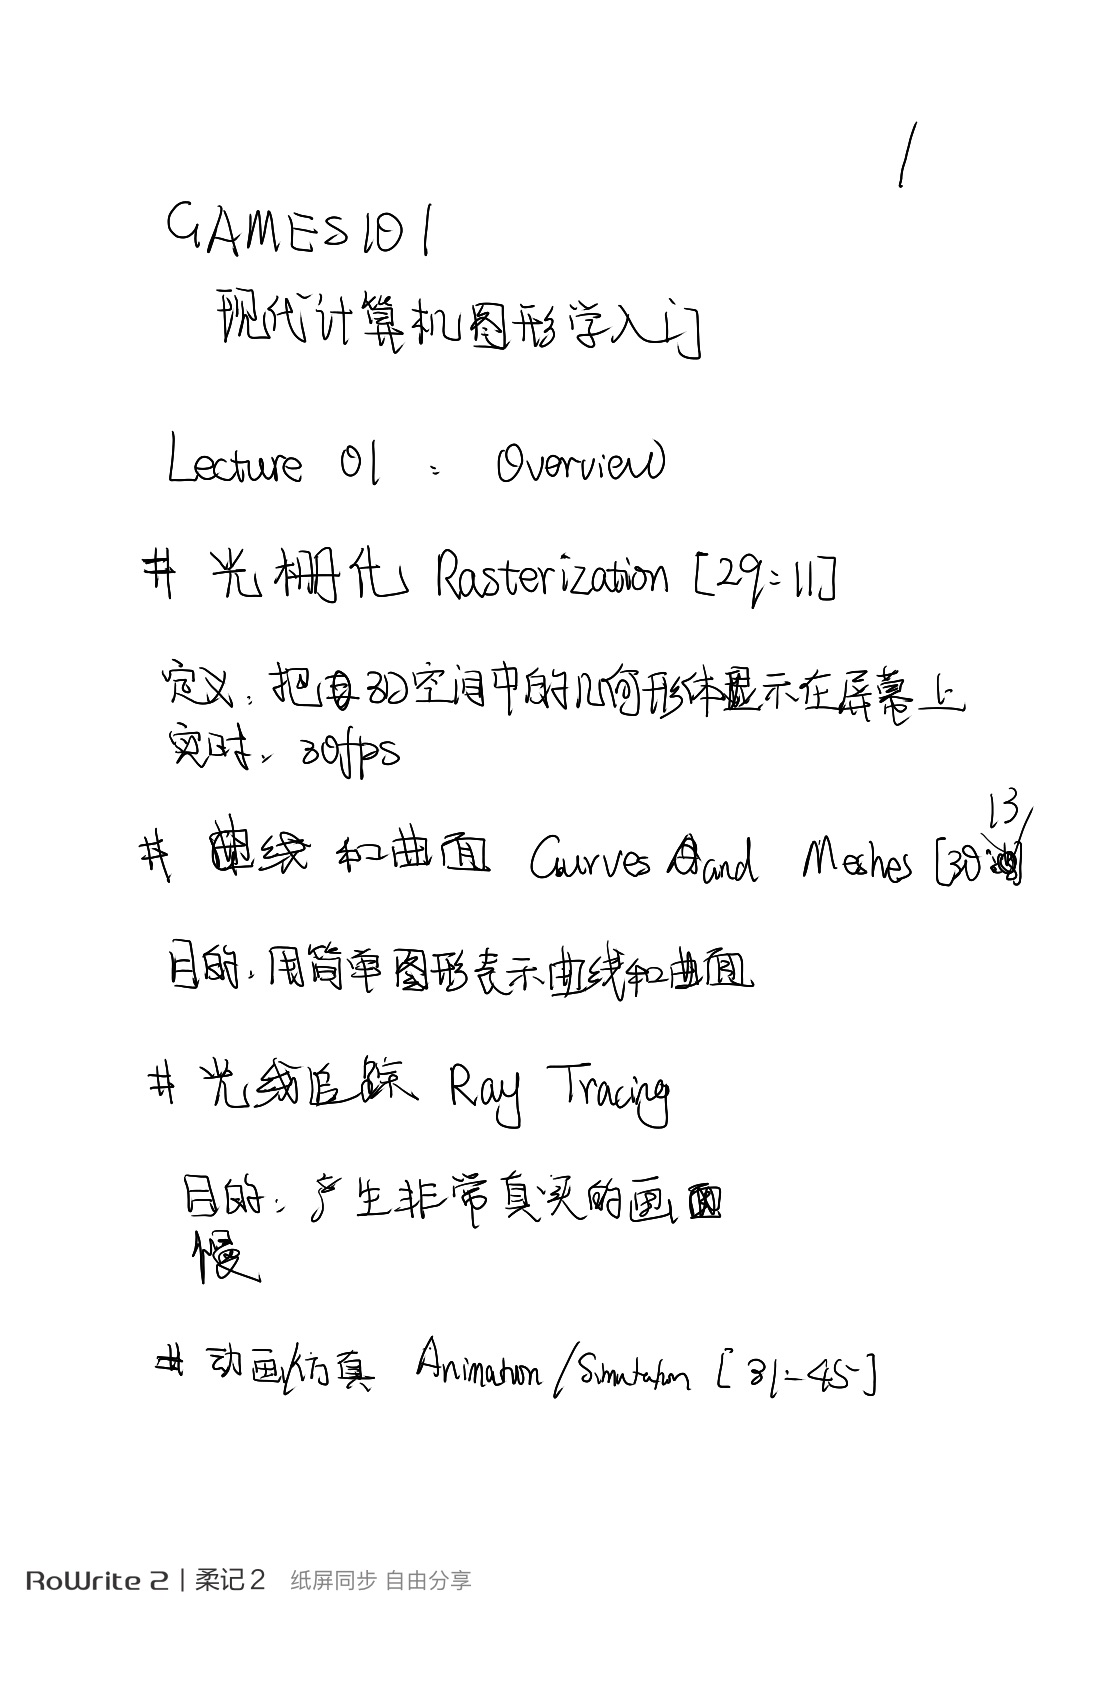 1
GAMES101
现代计算机图形学入门
Lecture 01 : Overview
# 光栅化 Rasterization [29:11]
定义: 把3D空间中的几何形体显示在屏幕上
实时: 30fps
# 曲线和曲面 Curves and Meshes [30:13]
目的: 用简单图形表示曲线和曲面
# 光线追踪 Ray Tracing
目的: 产生非常真实的画面
慢
# 动画/仿真 Animation/Simulation [31:45]
RoWrite 2 | 柔记2 纸屏同步 自由分享